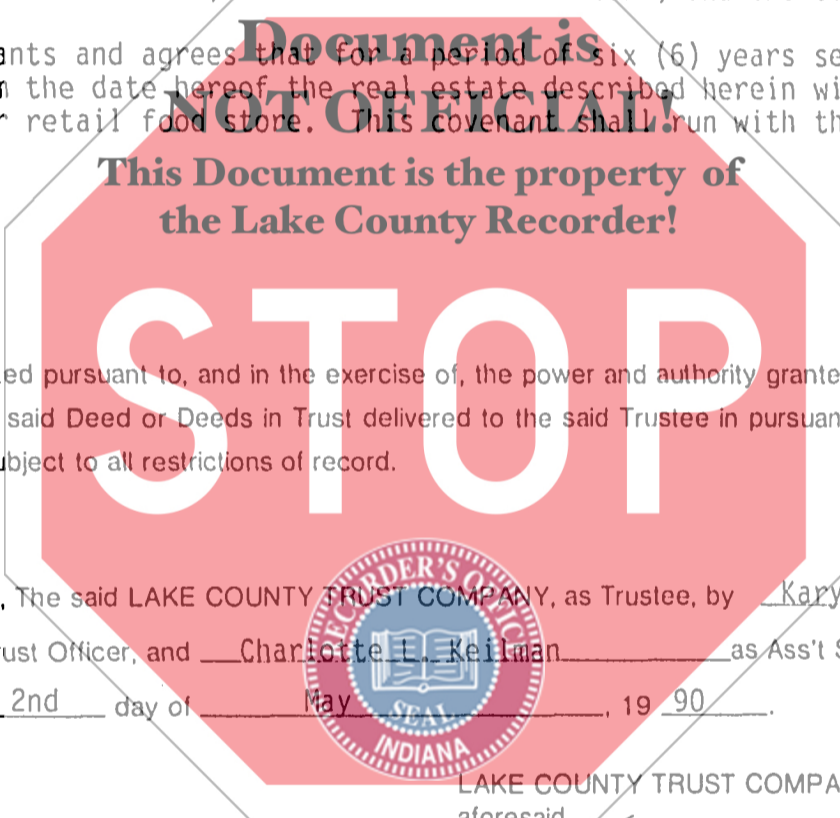 Document is
NOT OFFICIAL!
This Document is the property of
the Lake County Recorder!
STOP
ants and agrees that for a period of six (6) years se
the date hereof the real estate described herein wi
retail food store. This covenant shall run with th
ed pursuant to, and in the exercise of, the power and authority grante
said Deed or Deeds in Trust delivered to the said Trustee in pursuan
bject to all restrictions of record.
The said LAKE COUNTY TRUST COMPANY, as Trustee, by Kary
ust Officer, and Charlotte L. Keilman as Ass't S
2nd day of May, 19 90.
RECORDER'S OFFICE
SEAL
INDIANA
LAKE COUNTY TRUST COMPA
aforesaid